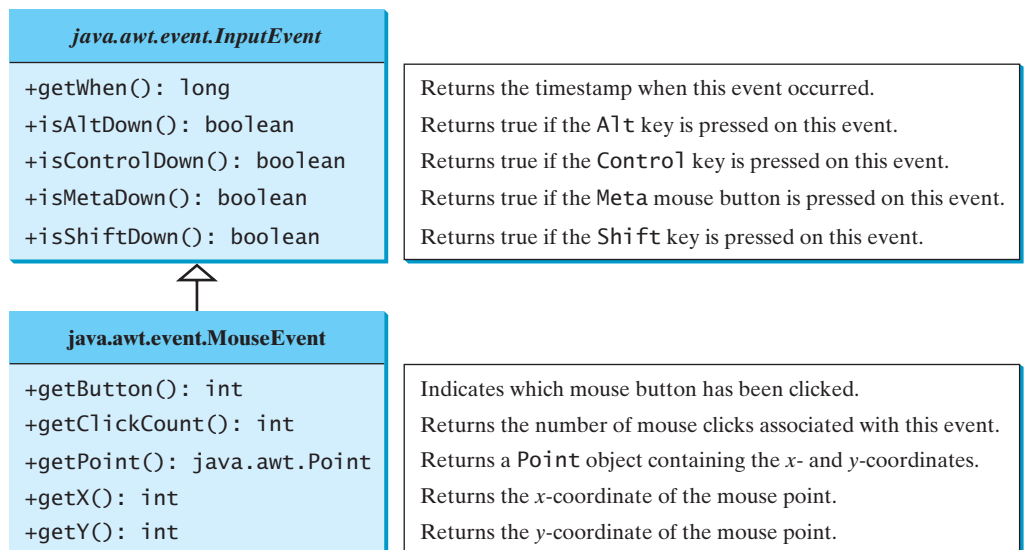 java.awt.event.InputEvent
+getWhen(): long
Returns the timestamp when this event occurred.
+isAltDown(): boolean
Returns true if the Alt key is pressed on this event.
+isControlDown(): boolean
Returns true if the Control key is pressed on this event.
+isMetaDown(): boolean
Returns true if the Meta mouse button is pressed on this event.
+isShiftDown(): boolean
Returns true if the Shift key is pressed on this event.
java.awt.event.MouseEvent
+getButton(): int
Indicates which mouse button has been clicked.
+getClickCount(): int
Returns the number of mouse clicks associated with this event.
+getPoint(): java.awt.Point
Returns a Point object containing the x- and y-coordinates.
+getX(): int
Returns the x-coordinate of the mouse point.
+getY(): int
Returns the y-coordinate of the mouse point.